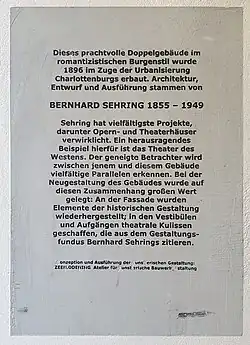 Dieses prachtvolle Doppelgebäude im
romantizistischen Burgenstil wurde
1896 im Zuge der Urbanisierung
Charlottenburgs erbaut. Architektur,
Entwurf und Ausführung stammen von
BERNHARD SEHRING 1855 – 1949
Sehring hat vielfältigste Projekte,
darunter Opern- und Theaterhäuser
verwirklicht. Ein herausragendes
Beispiel hierfür ist das Theater des
Westens. Der geneigte Betrachter wird
zwischen jenem und diesem Gebäude
vielfältige Paralelen erkennen. Bei der
Neugestaltung des Gebäudes wurde auf
diesen Zusammenhang großen Wert
gelegt: An der Fassade wurden
Elemente der historischen Gestaltung
wiederhergestellt; in den Vestibülen
und Aufgängen theatrale Kulissen
geschaffen, die aus dem Gestaltungs-
fundus Bernhard Sehrings zitieren.
onzeption und Ausführung der Gestaltung:
Atelier für